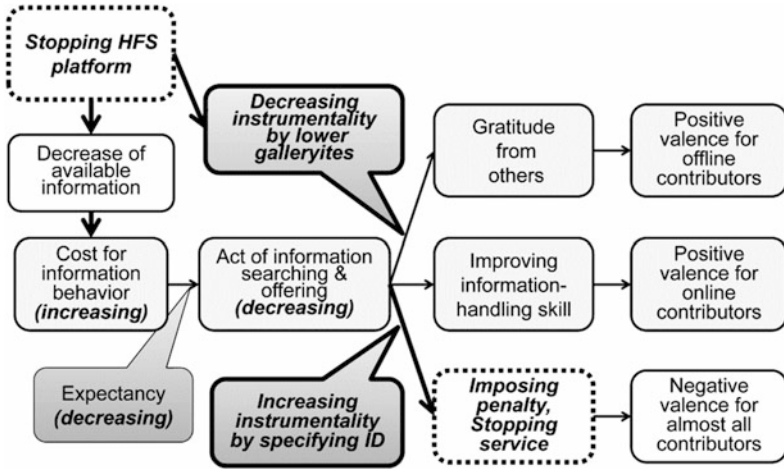 Stopping HFS
platform
Decreasing
instrumentality
by lower
galleryites
Gratitude
from
others
Positive
valence for
offline
contributors
Decrease of
available
information
Cost for
information
behavior
(increasing)
Act of information
searching &
offering
(decreasing)
Improving
information-
handling skill
Positive
valence for
online
contributors
Expectancy
(decreasing)
Increasing
instrumentality
by specifying ID
Imposing
penalty,
Stopping
service
Negative
valence for
almost all
contributors